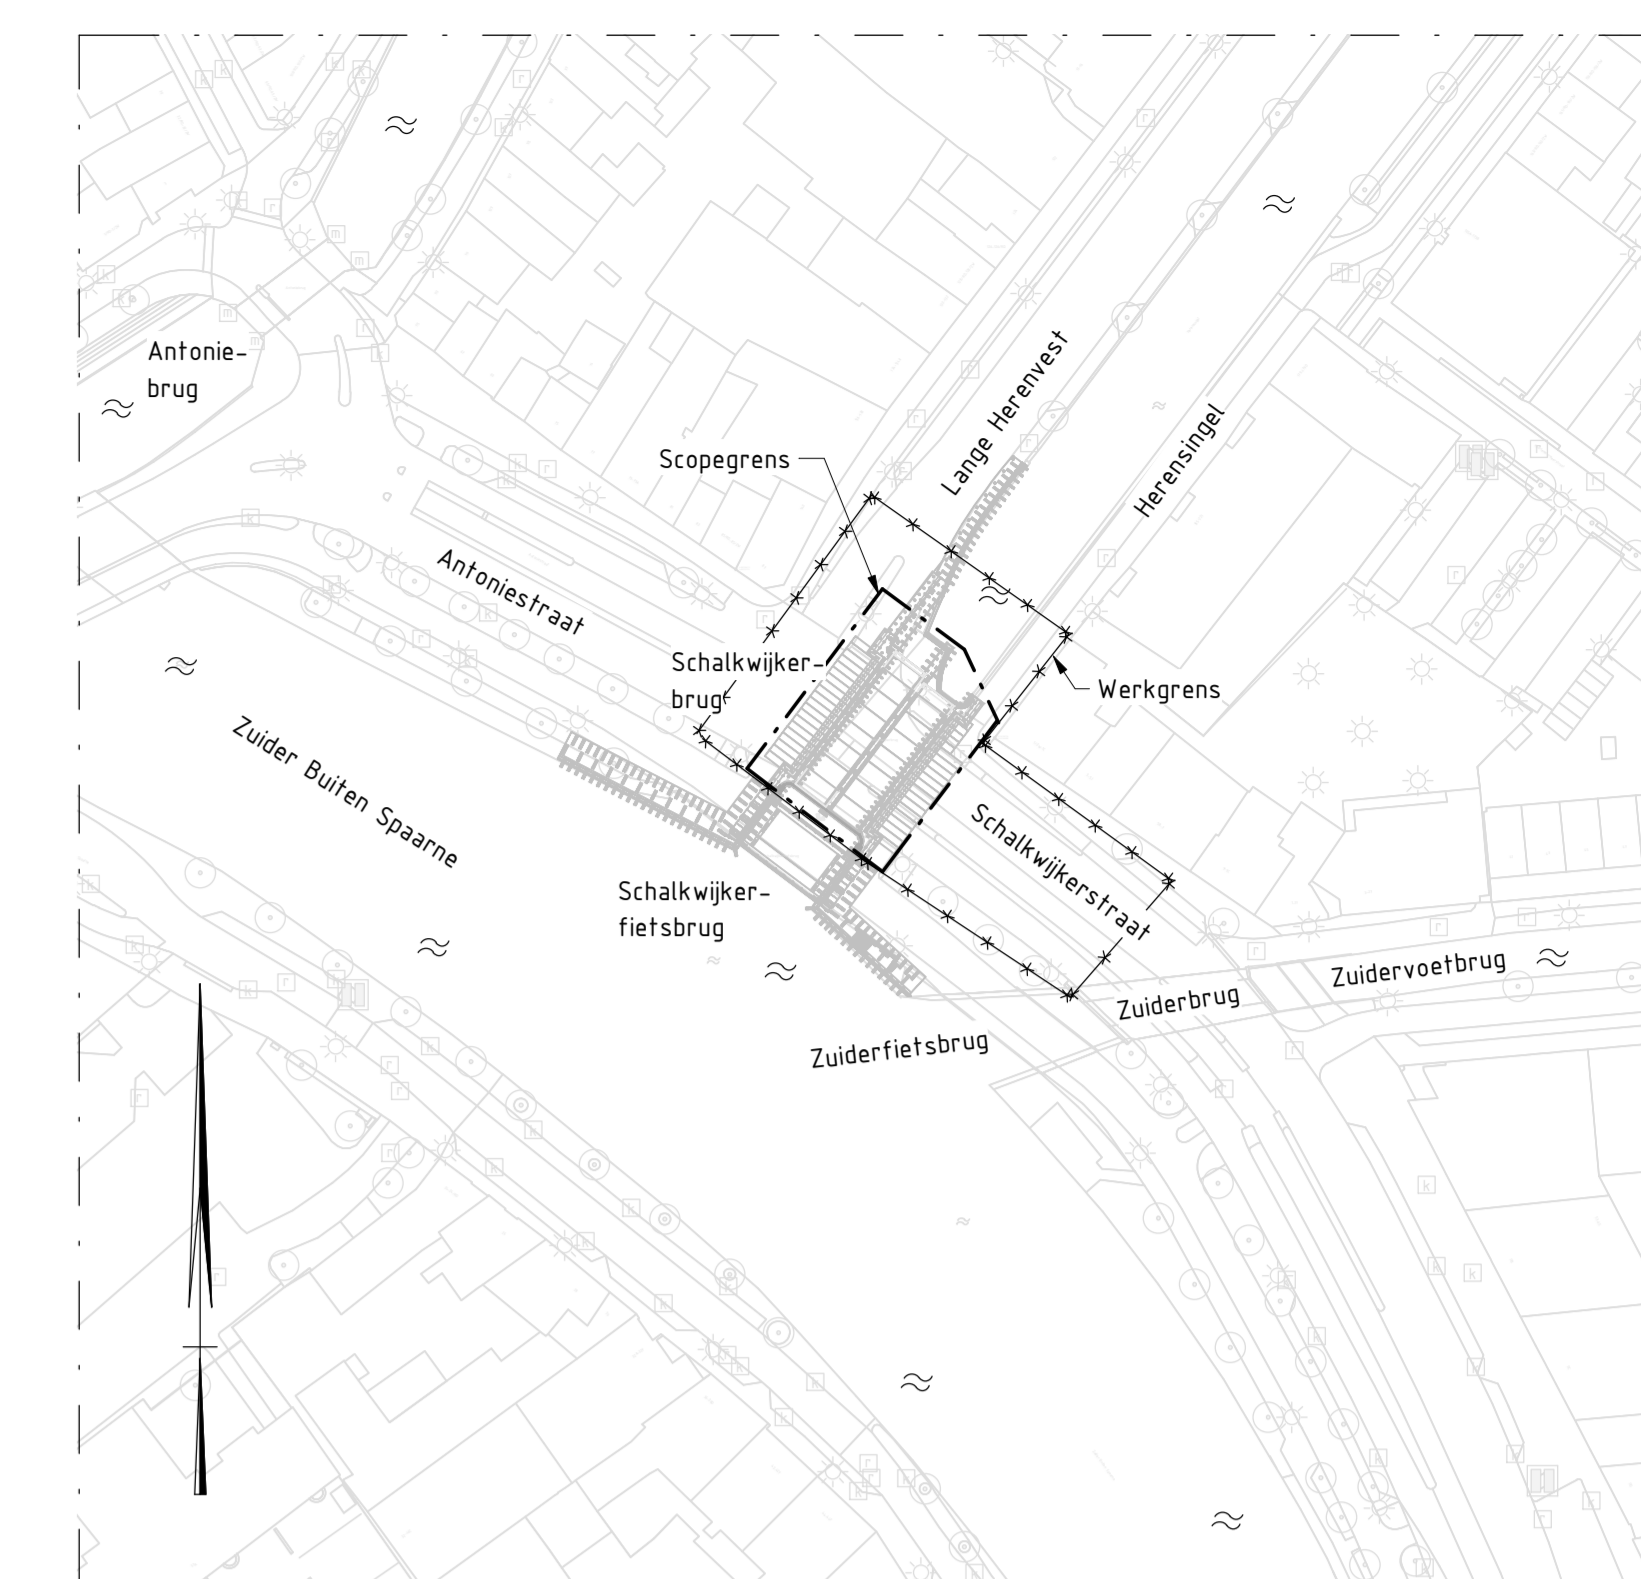 Antonie-
brug
Scopegrens
Lange Herenvest
Herensingel
Antoniestraat
Schalkwijker-
brug
Werkgrens
Zuider Buiten Spaarne
Schalkwijkerstraat
Schalkwijker-
fietsbrug
Zuidervoetbrug
Zuiderbrug
Zuiderfietsbrug